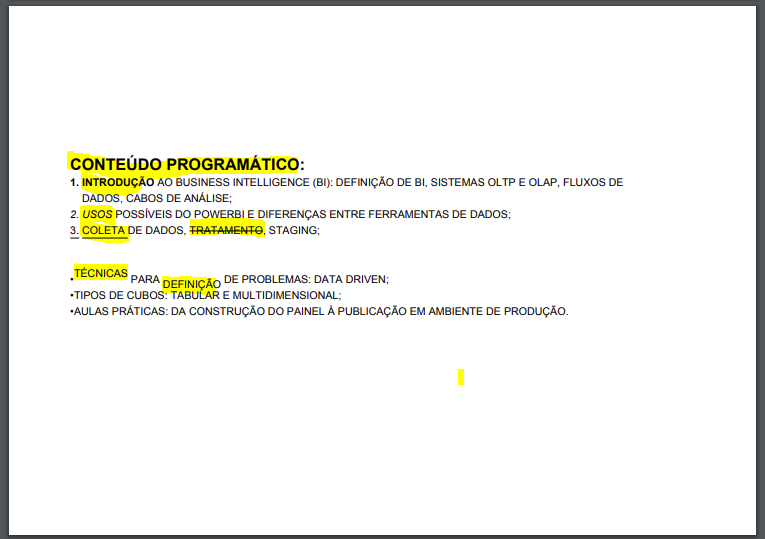 CONTEÚDO PROGRAMÁTICO:
1. INTRODUÇÃO AO BUSINESS INTELLIGENCE (BI): DEFINIÇÃO DE BI, SISTEMAS OLTP E OLAP, FLUXOS DE
DADOS, CABOS DE ANÁLISE;
2. USOS POSSÍVEIS DO POWERBI E DIFERENÇAS ENTRE FERRAMENTAS DE DADOS;
3. COLETA DE DADOS, TRATAMENTO, STAGING;
•TÉCNICAS PARA DEFINIÇÃO DE PROBLEMAS: DATA DRIVEN;
•TIPOS DE CUBOS: TABULAR E MULTIDIMENSIONAL;
•AULAS PRÁTICAS: DA CONSTRUÇÃO DO PAINEL À PUBLICAÇÃO EM AMBIENTE DE PRODUÇÃO.